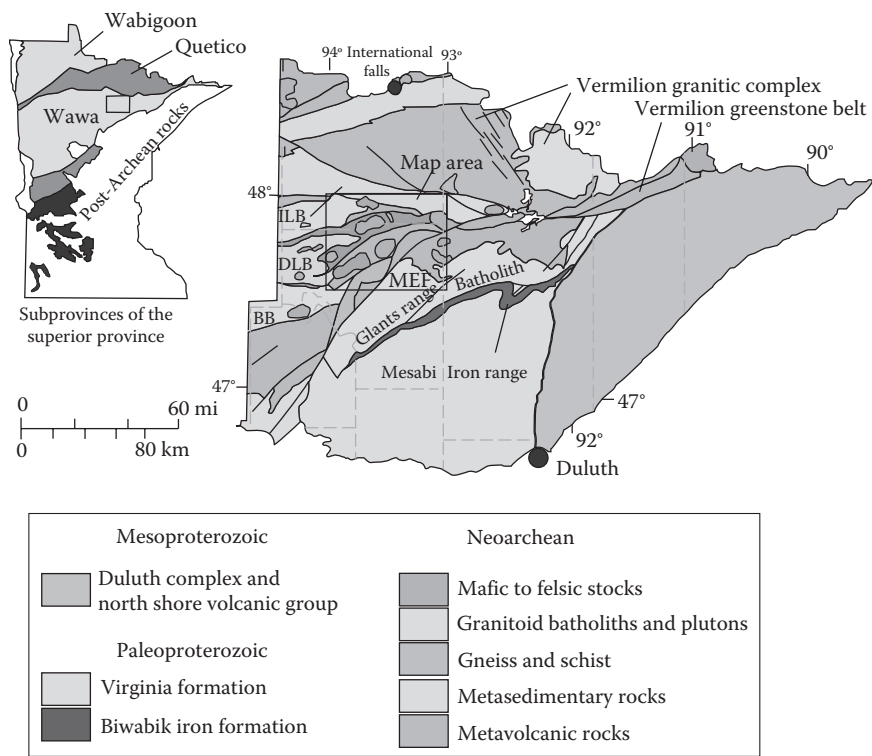 Wabigoon
Quetico
Wawa
Post-Archean rocks
Subprovinces of the
superior province
0
60 mi
0
80 km
94° International
falls
93°
Vermilion granitic complex
92°
Vermilion greenstone belt
91°
90°
Map area
48°
ILB
DLB
MEF
Giants range
Batholith
BB
Mesabi Iron range
47°
47°
92°
Duluth
Mesoproterozoic
Duluth complex and
north shore volcanic group
Paleoproterozoic
Virginia formation
Biwabik iron formation
Neoarchean
Mafic to felsic stocks
Granitoid batholiths and plutons
Gneiss and schist
Metasedimentary rocks
Metavolcanic rocks